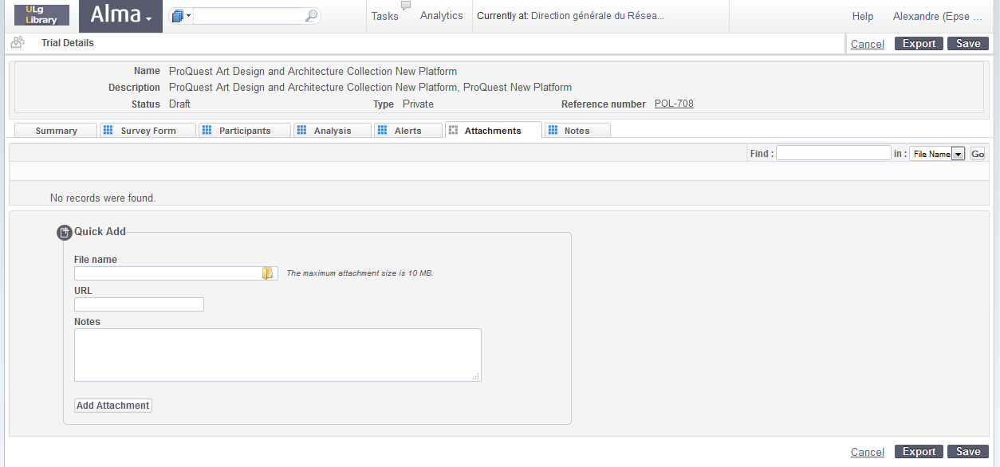 ULg Library
Alma
Tasks Analytics Currently at: Direction générale du Résea... Help Alexandre (Epse ...
Trial Details Cancel Export Save
Name ProQuest Art Design and Architecture Collection New Platform
Description ProQuest Art Design and Architecture Collection New Platform, ProQuest New Platform
Status Draft Type Private Reference number POL-708
Summary Survey Form Participants Analysis Alerts Attachments Notes
Find : in : File Name Go
No records were found.
Quick Add
File name
The maximum attachment size is 10 MB.
URL
Notes
Add Attachment
Cancel Export Save